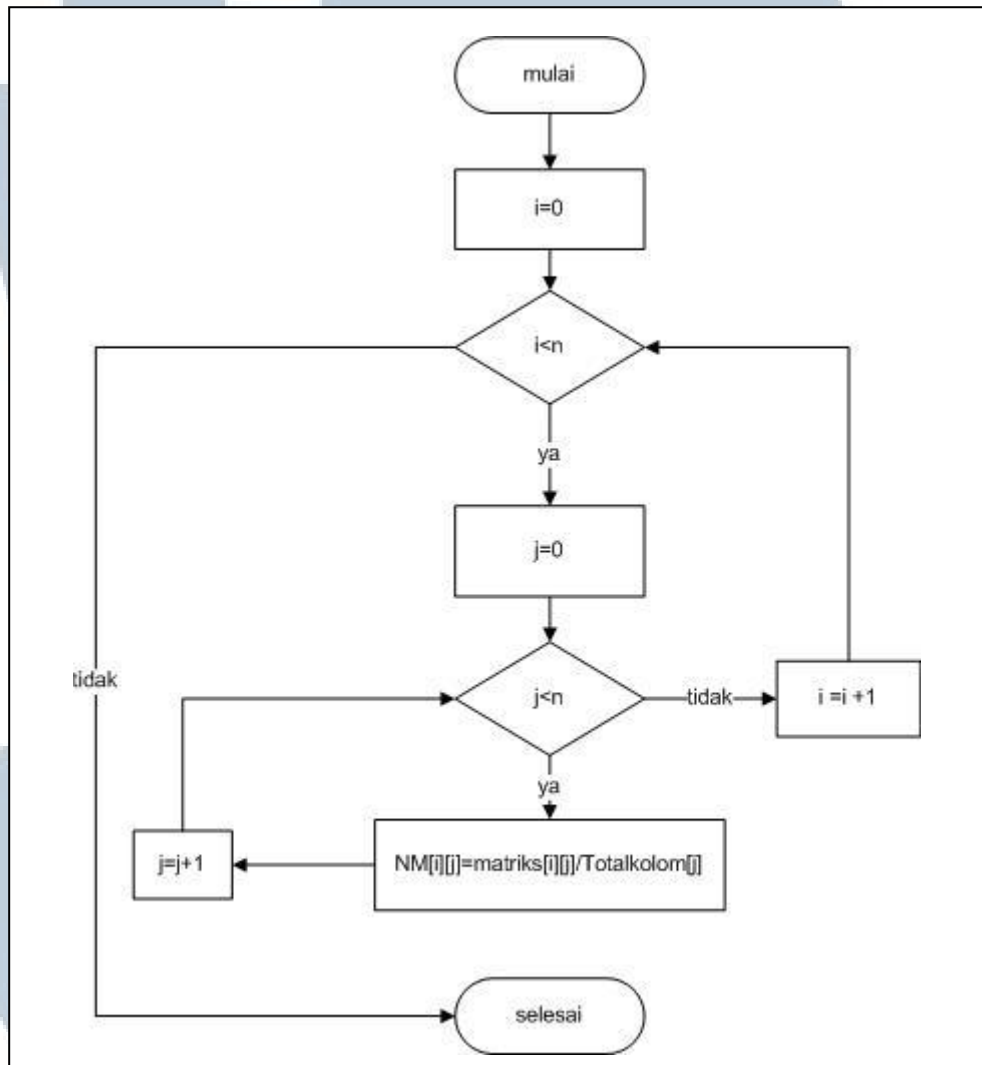 mulai
i=0
i<n
ya
j=0
tidak
j<n
tidak
i =i +1
ya
j=j+1
NM[i][j]=matriks[i][j]/Totalkolom[j]
selesai